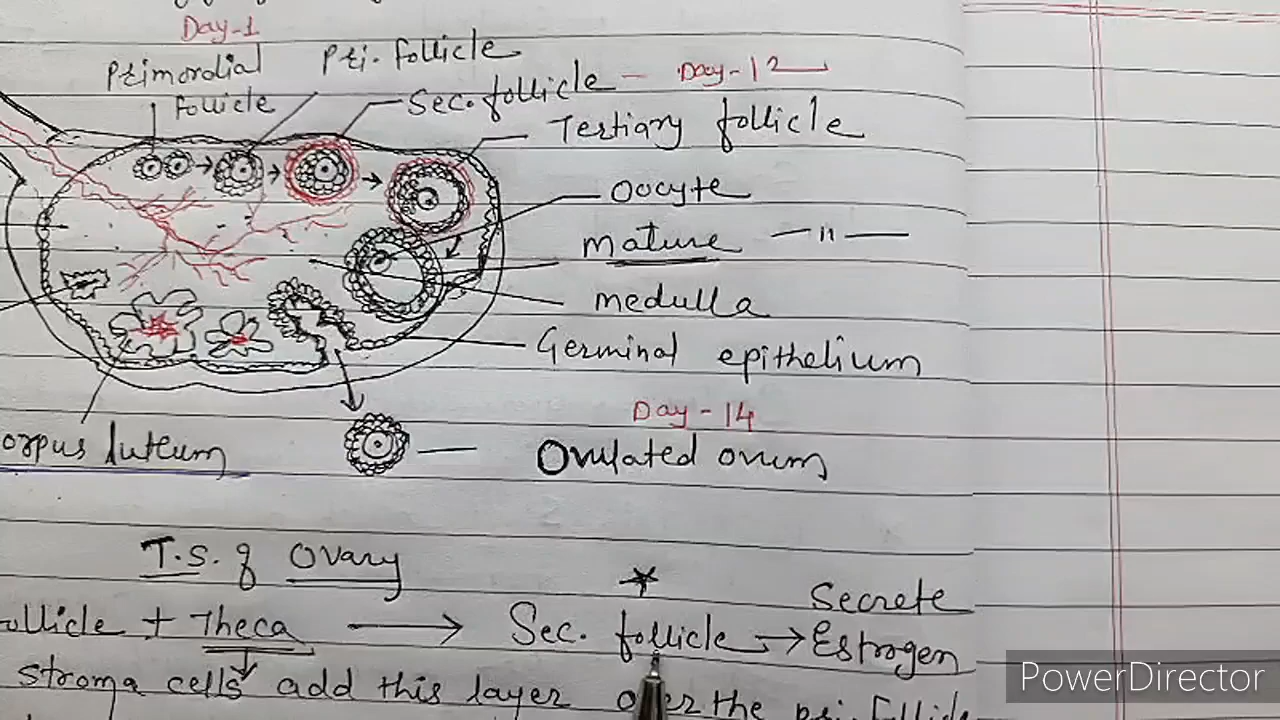 Day-1
Primordial follicle
Pri. follicle
Sec. follicle - Day-12
Tertiary follicle
Oocyte
mature —"—
medulla
Germinal epithelium
Day-14
Ovulated ovum
orpus luteum
T.S. of Ovary
ollicle + Theca → Sec. follicle → Secrete Estrogen
stroma cells add this layer over the pri. follicle
PowerDirector